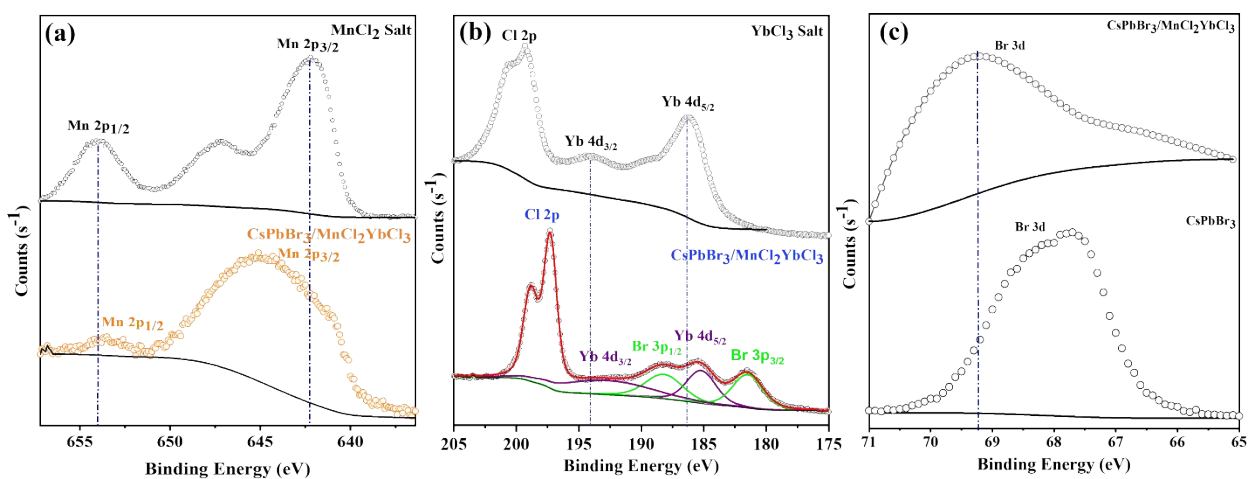 (a)
MnCl2 Salt
Mn 2p3/2
Mn 2p1/2
CsPbBr3/MnCl2YbCl3
Mn 2p3/2
Mn 2p1/2
Counts (s-1)
655 650 645 640
Binding Energy (eV)
(b)
YbCl3 Salt
Cl 2p
Yb 4d5/2
Yb 4d3/2
Cl 2p
CsPbBr3/MnCl2YbCl3
Yb 4d5/2
Yb 4d3/2
Br 3p1/2
Br 3p3/2
Counts (s-1)
205 200 195 190 185 180 175
Binding Energy (eV)
(c)
CsPbBr3/MnCl2YbCl3
Br 3d
CsPbBr3
Br 3d
Counts (s-1)
71 70 69 68 67 66 65
Binding Energy (eV)